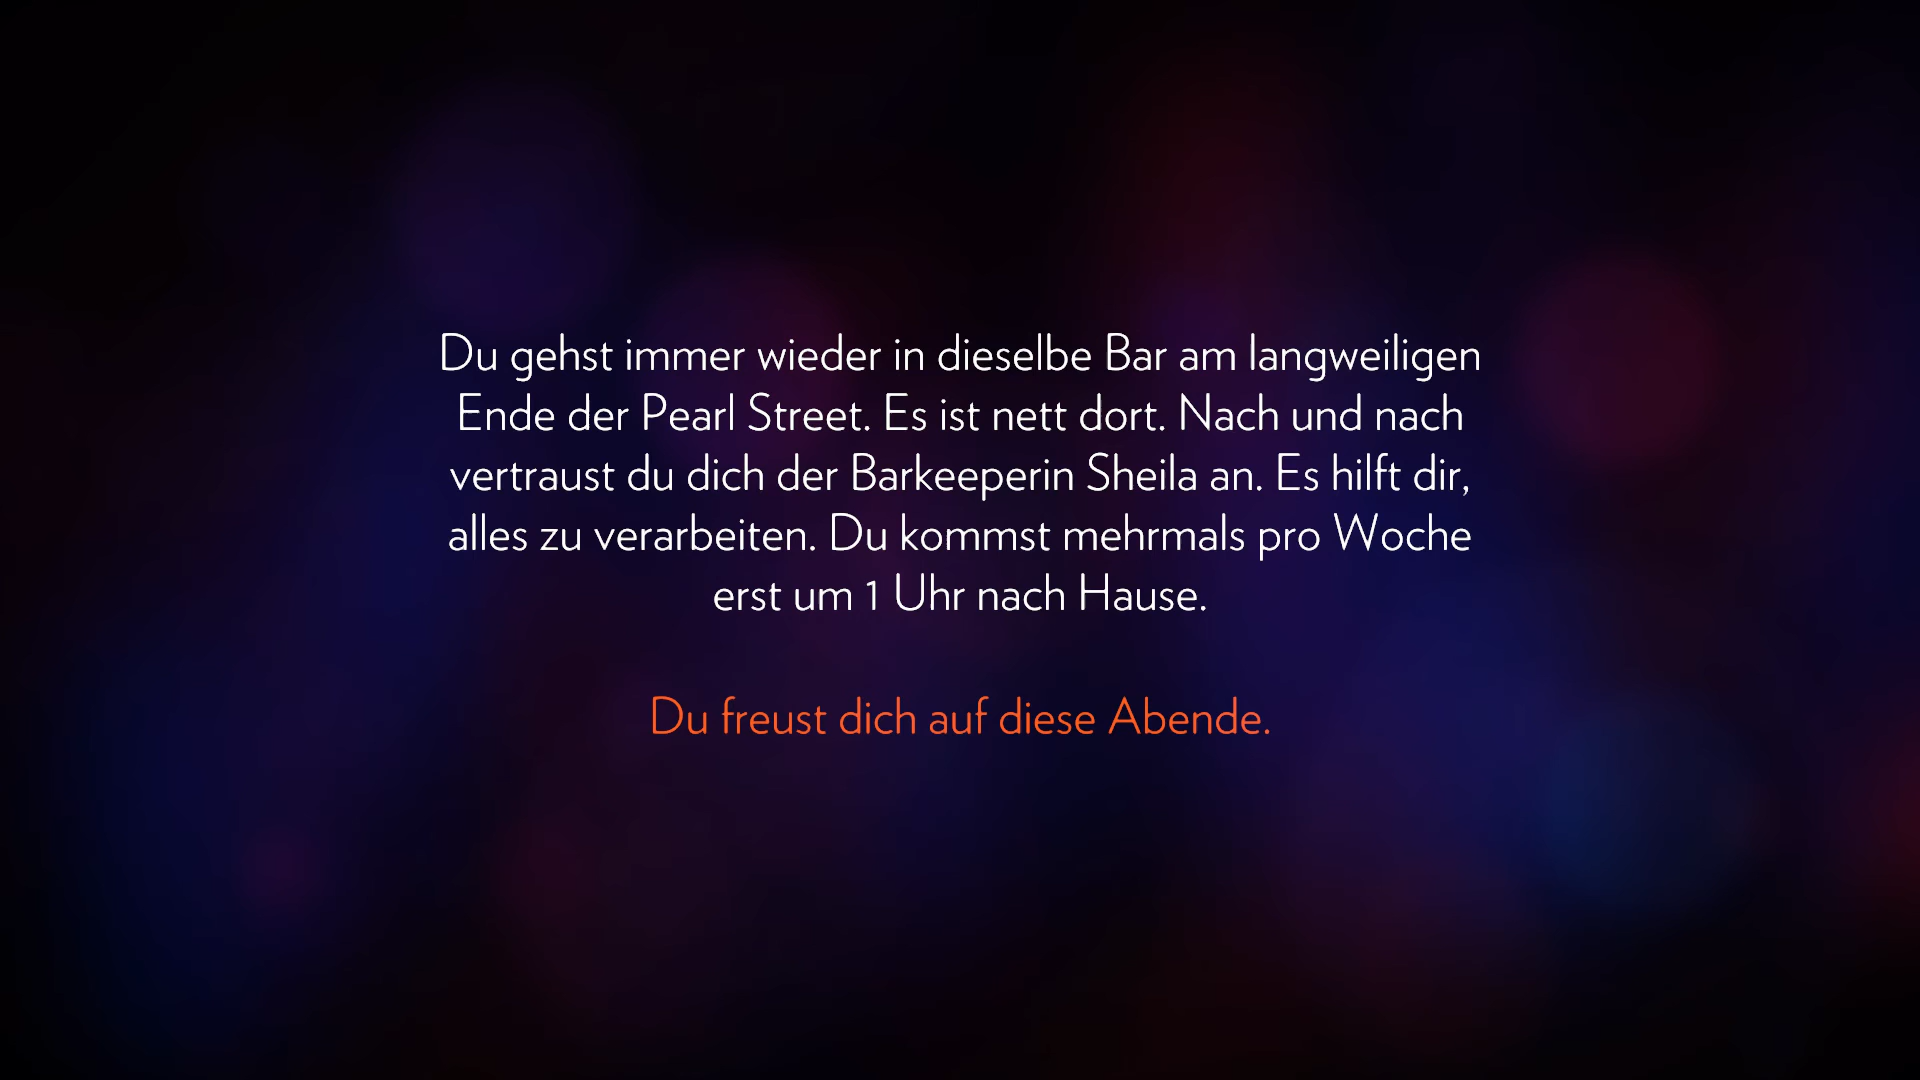 Du gehst immer wieder in dieselbe Bar am langweiligen
Ende der Pearl Street. Es ist nett dort. Nach und nach
vertraust du dich der Barkeeperin Sheila an. Es hilft dir,
alles zu verarbeiten. Du kommst mehrmals pro Woche
erst um 1 Uhr nach Hause.
Du freust dich auf diese Abende.